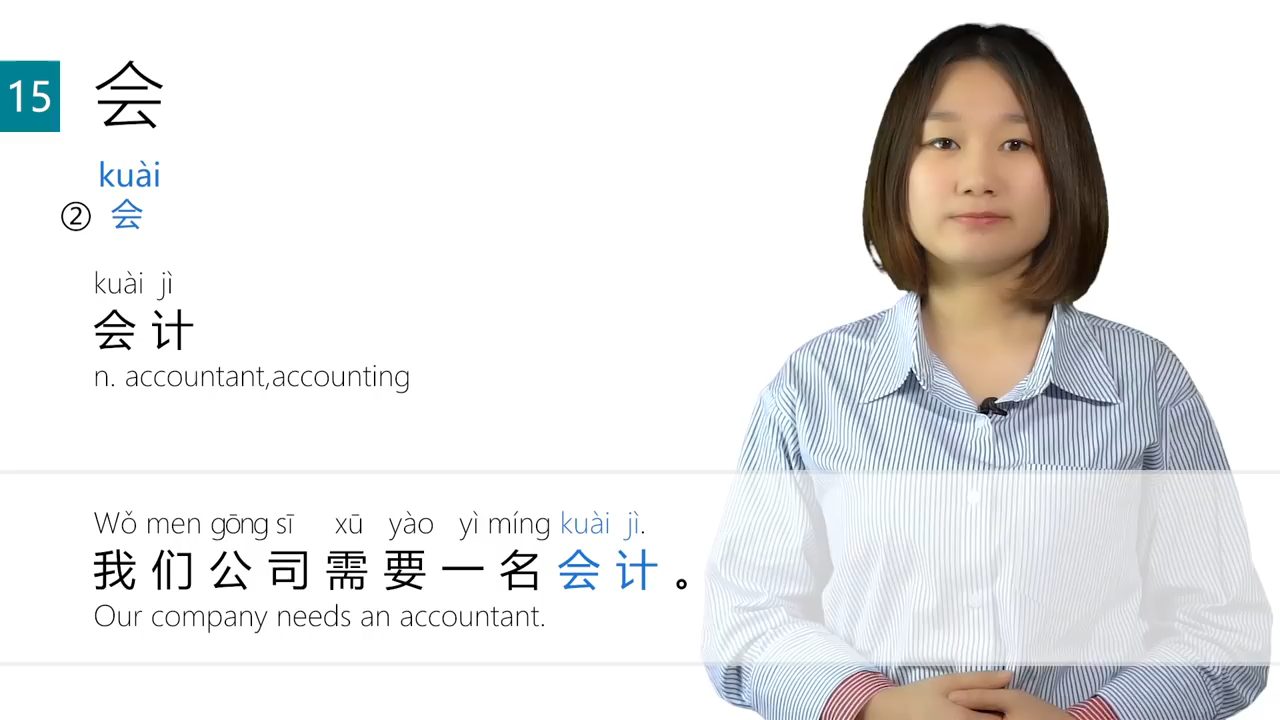 15 会
kuài
② 会
kuài jì
会计
n. accountant,accounting
Wǒ men gōng sī xū yào yì míng kuài jì.
我们公司需要一名会计。
Our company needs an accountant.